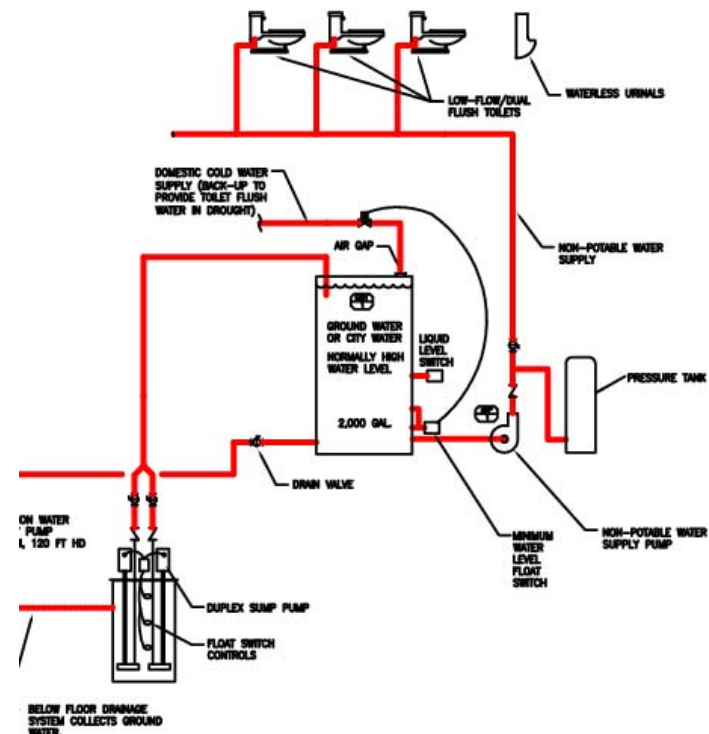 LOW-FLOW/DUAL
FLUSH TOILETS
WATERLESS URINALS
DOMESTIC COLD WATER
SUPPLY (BACK-UP TO
PROVIDE TOILET FLUSH
WATER IN DROUGHT)
AIR GAP
NON-POTABLE WATER
SUPPLY
GROUND WATER
OR CITY WATER
NORMALLY HIGH
WATER LEVEL
LIQUID
LEVEL
SWITCH
PRESSURE TANK
2,000 GAL.
DRAIN VALVE
ON WATER
PUMP
, 120 FT HD
MINIMUM
WATER
LEVEL
FLOAT
SWITCH
NON-POTABLE WATER
SUPPLY PUMP
DUPLEX SUMP PUMP
FLOAT SWITCH
CONTROLS
BELOW FLOOR DRAINAGE
SYSTEM COLLECTS GROUND
WATER